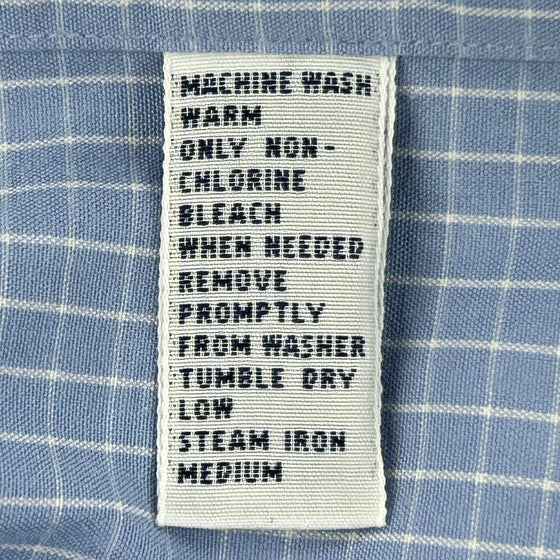 MACHINE WASH
WARM
ONLY NON-
CHLORINE
BLEACH
WHEN NEEDED
REMOVE
PROMPTLY
FROM WASHER
TUMBLE DRY
LOW
STEAM IRON
MEDIUM